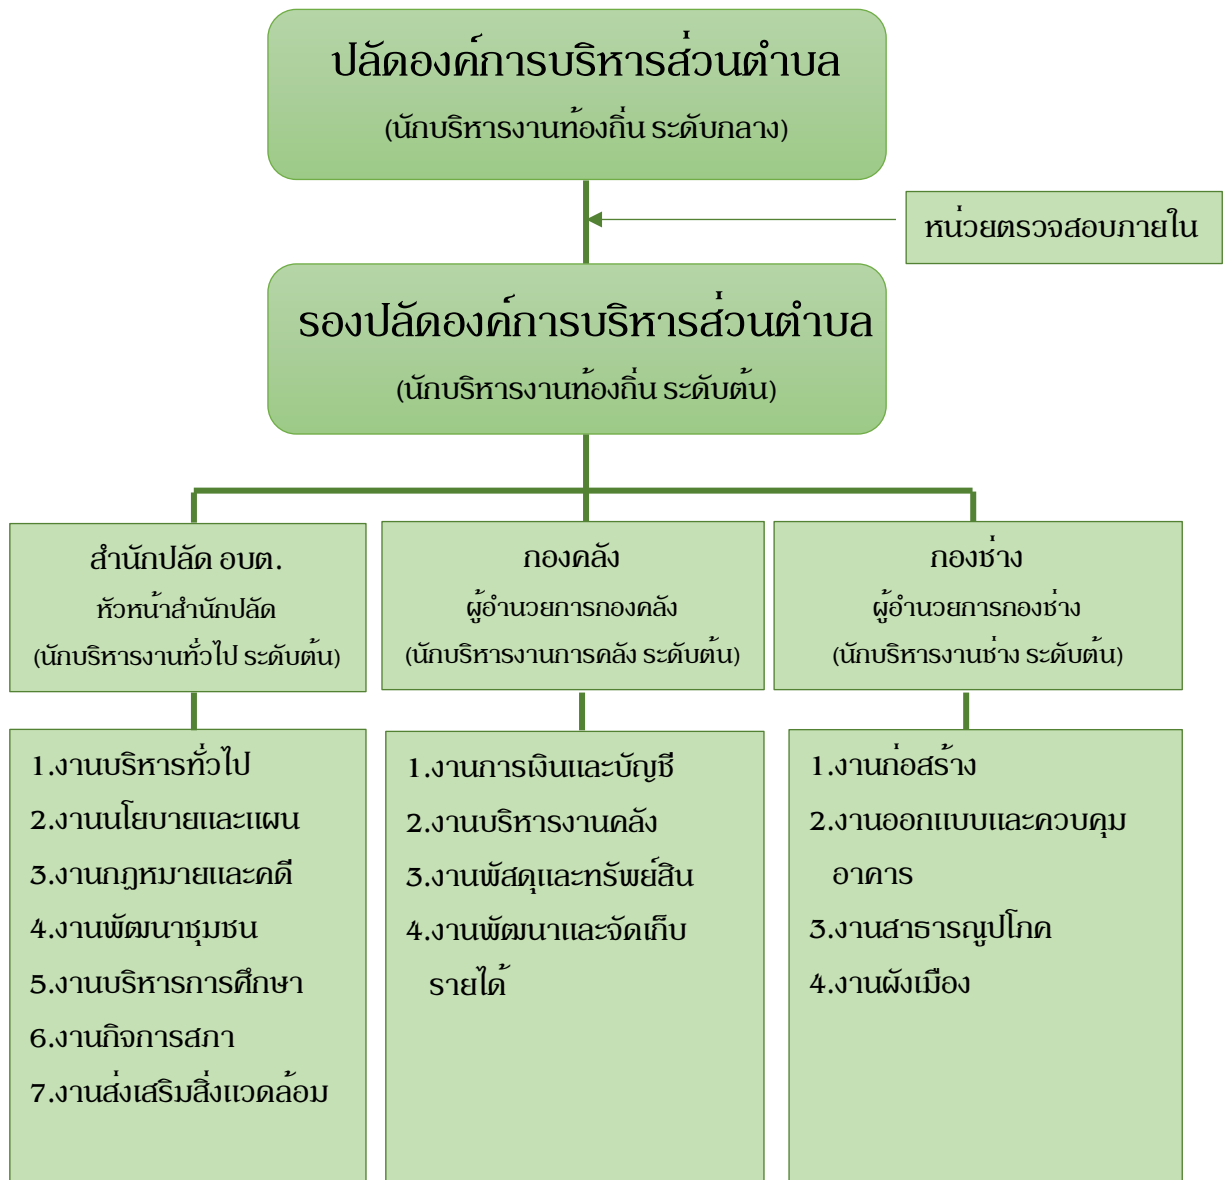 ปลัดองค์การบริหารส่วนตำบล
(นักบริหารงานท้องถิ่น ระดับกลาง)
หน่วยตรวจสอบภายใน
รองปลัดองค์การบริหารส่วนตำบล
(นักบริหารงานท้องถิ่น ระดับต้น)
สำนักปลัด อบต.
หัวหน้าสำนักปลัด
(นักบริหารงานทั่วไป ระดับต้น)
กองคลัง
ผู้อำนวยการกองคลัง
(นักบริหารงานการคลัง ระดับต้น)
กองช่าง
ผู้อำนวยการกองช่าง
(นักบริหารงานช่าง ระดับต้น)
1.งานบริหารทั่วไป
2.งานนโยบายและแผน
3.งานกฎหมายและคดี
4.งานพัฒนาชุมชน
5.งานบริหารการศึกษา
6.งานกิจการสภา
7.งานส่งเสริมสิ่งแวดล้อม
1.งานการเงินและบัญชี
2.งานบริหารงานคลัง
3.งานพัสดุและทรัพย์สิน
4.งานพัฒนาและจัดเก็บ
รายได้
1.งานก่อสร้าง
2.งานออกแบบและควบคุม
อาคาร
3.งานสาธารณูปโภค
4.งานผังเมือง